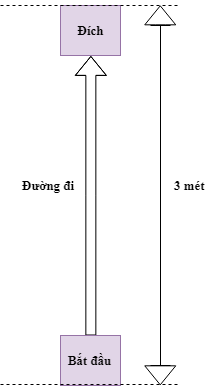 Đích
Đường đi
3 mét
Bắt đầu